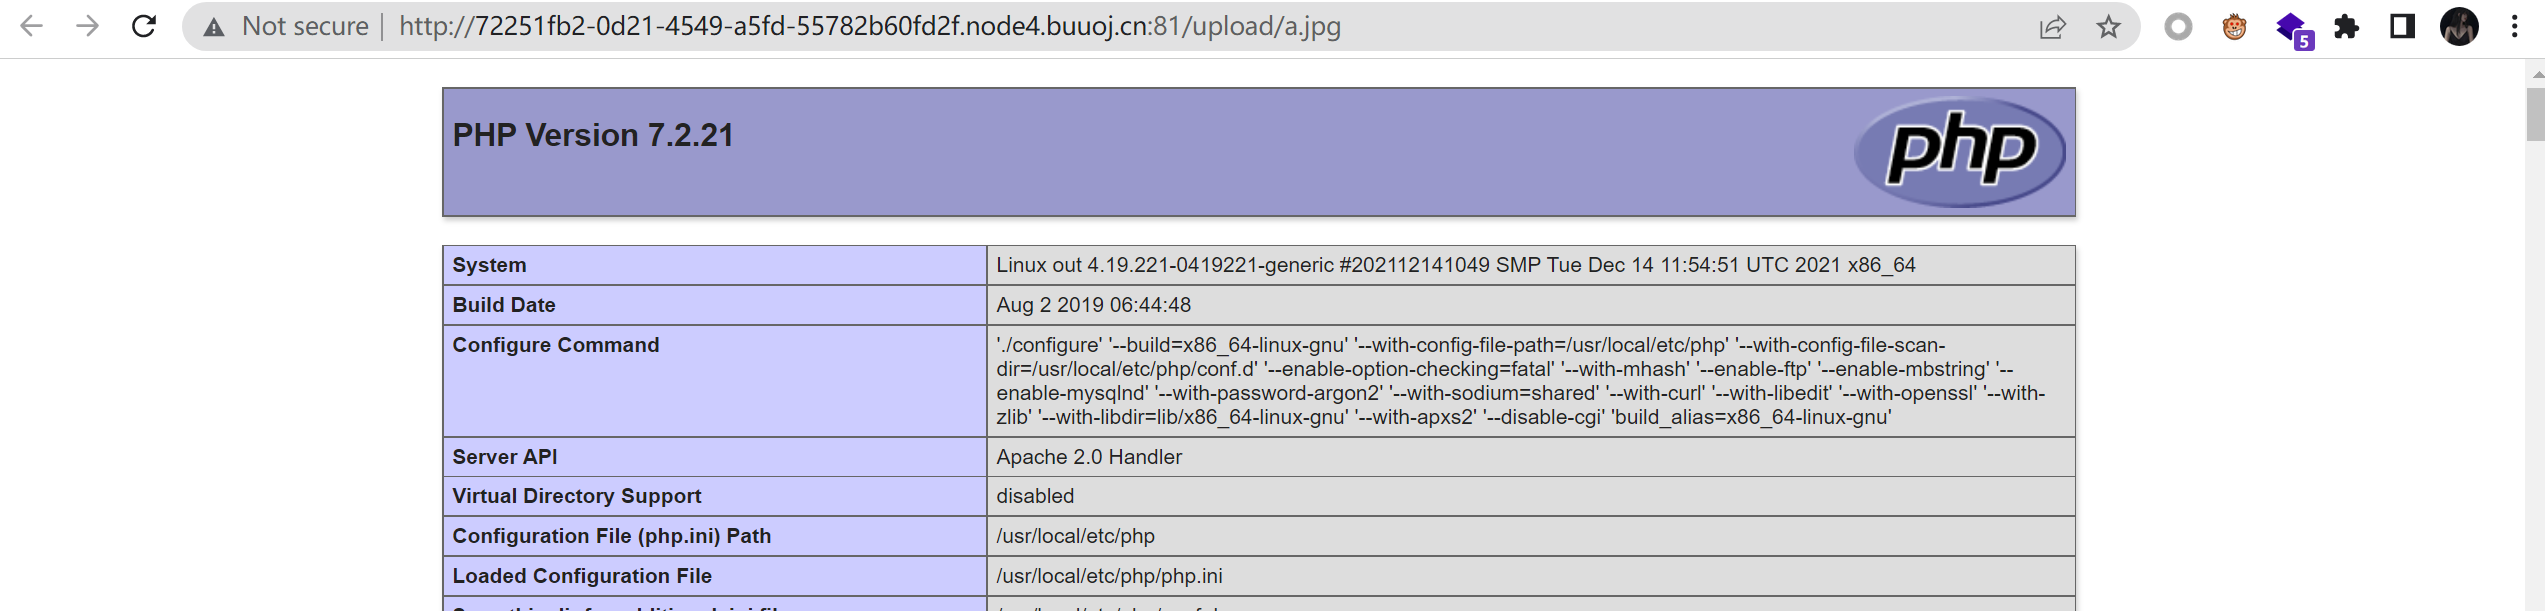 Not secure | http://72251fb2-0d21-4549-a5fd-55782b60fd2f.node4.buuoj.cn:81/upload/a.jpg
5
PHP Version 7.2.21
php
System Linux out 4.19.221-0419221-generic #202112141049 SMP Tue Dec 14 11:54:51 UTC 2021 x86_64
Build Date Aug 2 2019 06:44:48
Configure Command './configure' '--build=x86_64-linux-gnu' '--with-config-file-path=/usr/local/etc/php' '--with-config-file-scan-
dir=/usr/local/etc/php/conf.d' '--enable-option-checking=fatal' '--with-mhash' '--enable-ftp' '--enable-mbstring' '--
enable-mysqlnd' '--with-password-argon2' '--with-sodium=shared' '--with-curl' '--with-libedit' '--with-openssl' '--with-
zlib' '--with-libdir=lib/x86_64-linux-gnu' '--with-apxs2' '--disable-cgi' 'build_alias=x86_64-linux-gnu'
Server API Apache 2.0 Handler
Virtual Directory Support disabled
Configuration File (php.ini) Path /usr/local/etc/php
Loaded Configuration File /usr/local/etc/php/php.ini